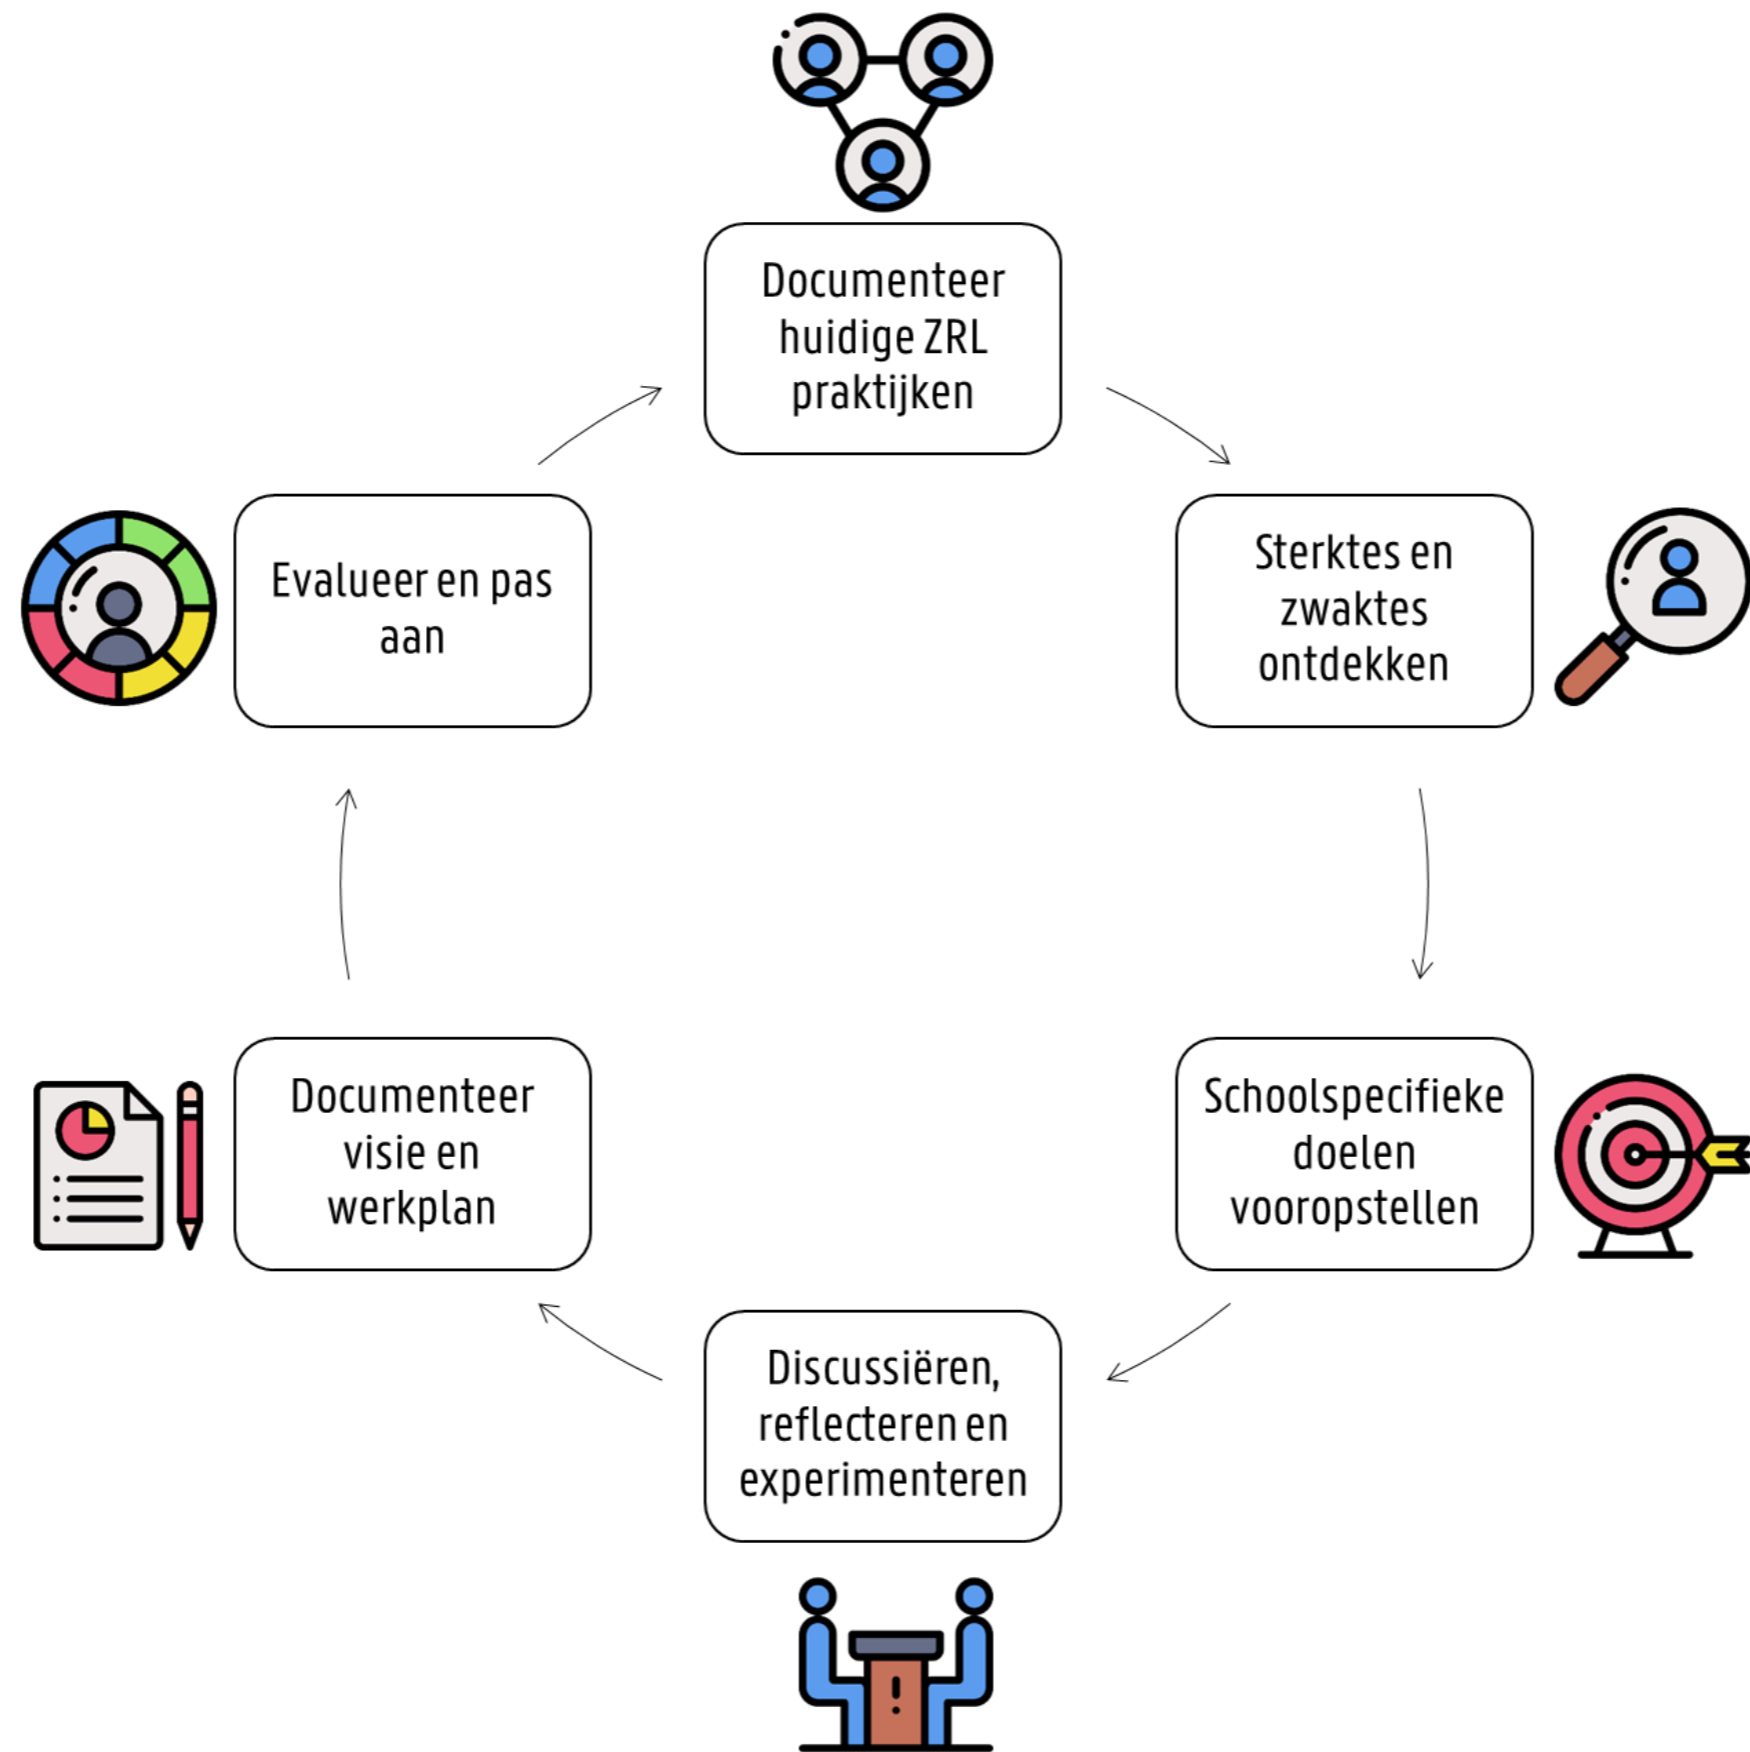 Documenteer
huidige ZRL
praktijken
Sterktes en
zwaktes
ontdekken
Schoolspecifieke
doelen
vooropstellen
Discussiëren,
reflecteren en
experimenteren
Documenteer
visie en
werkplan
Evalueer en pas
aan